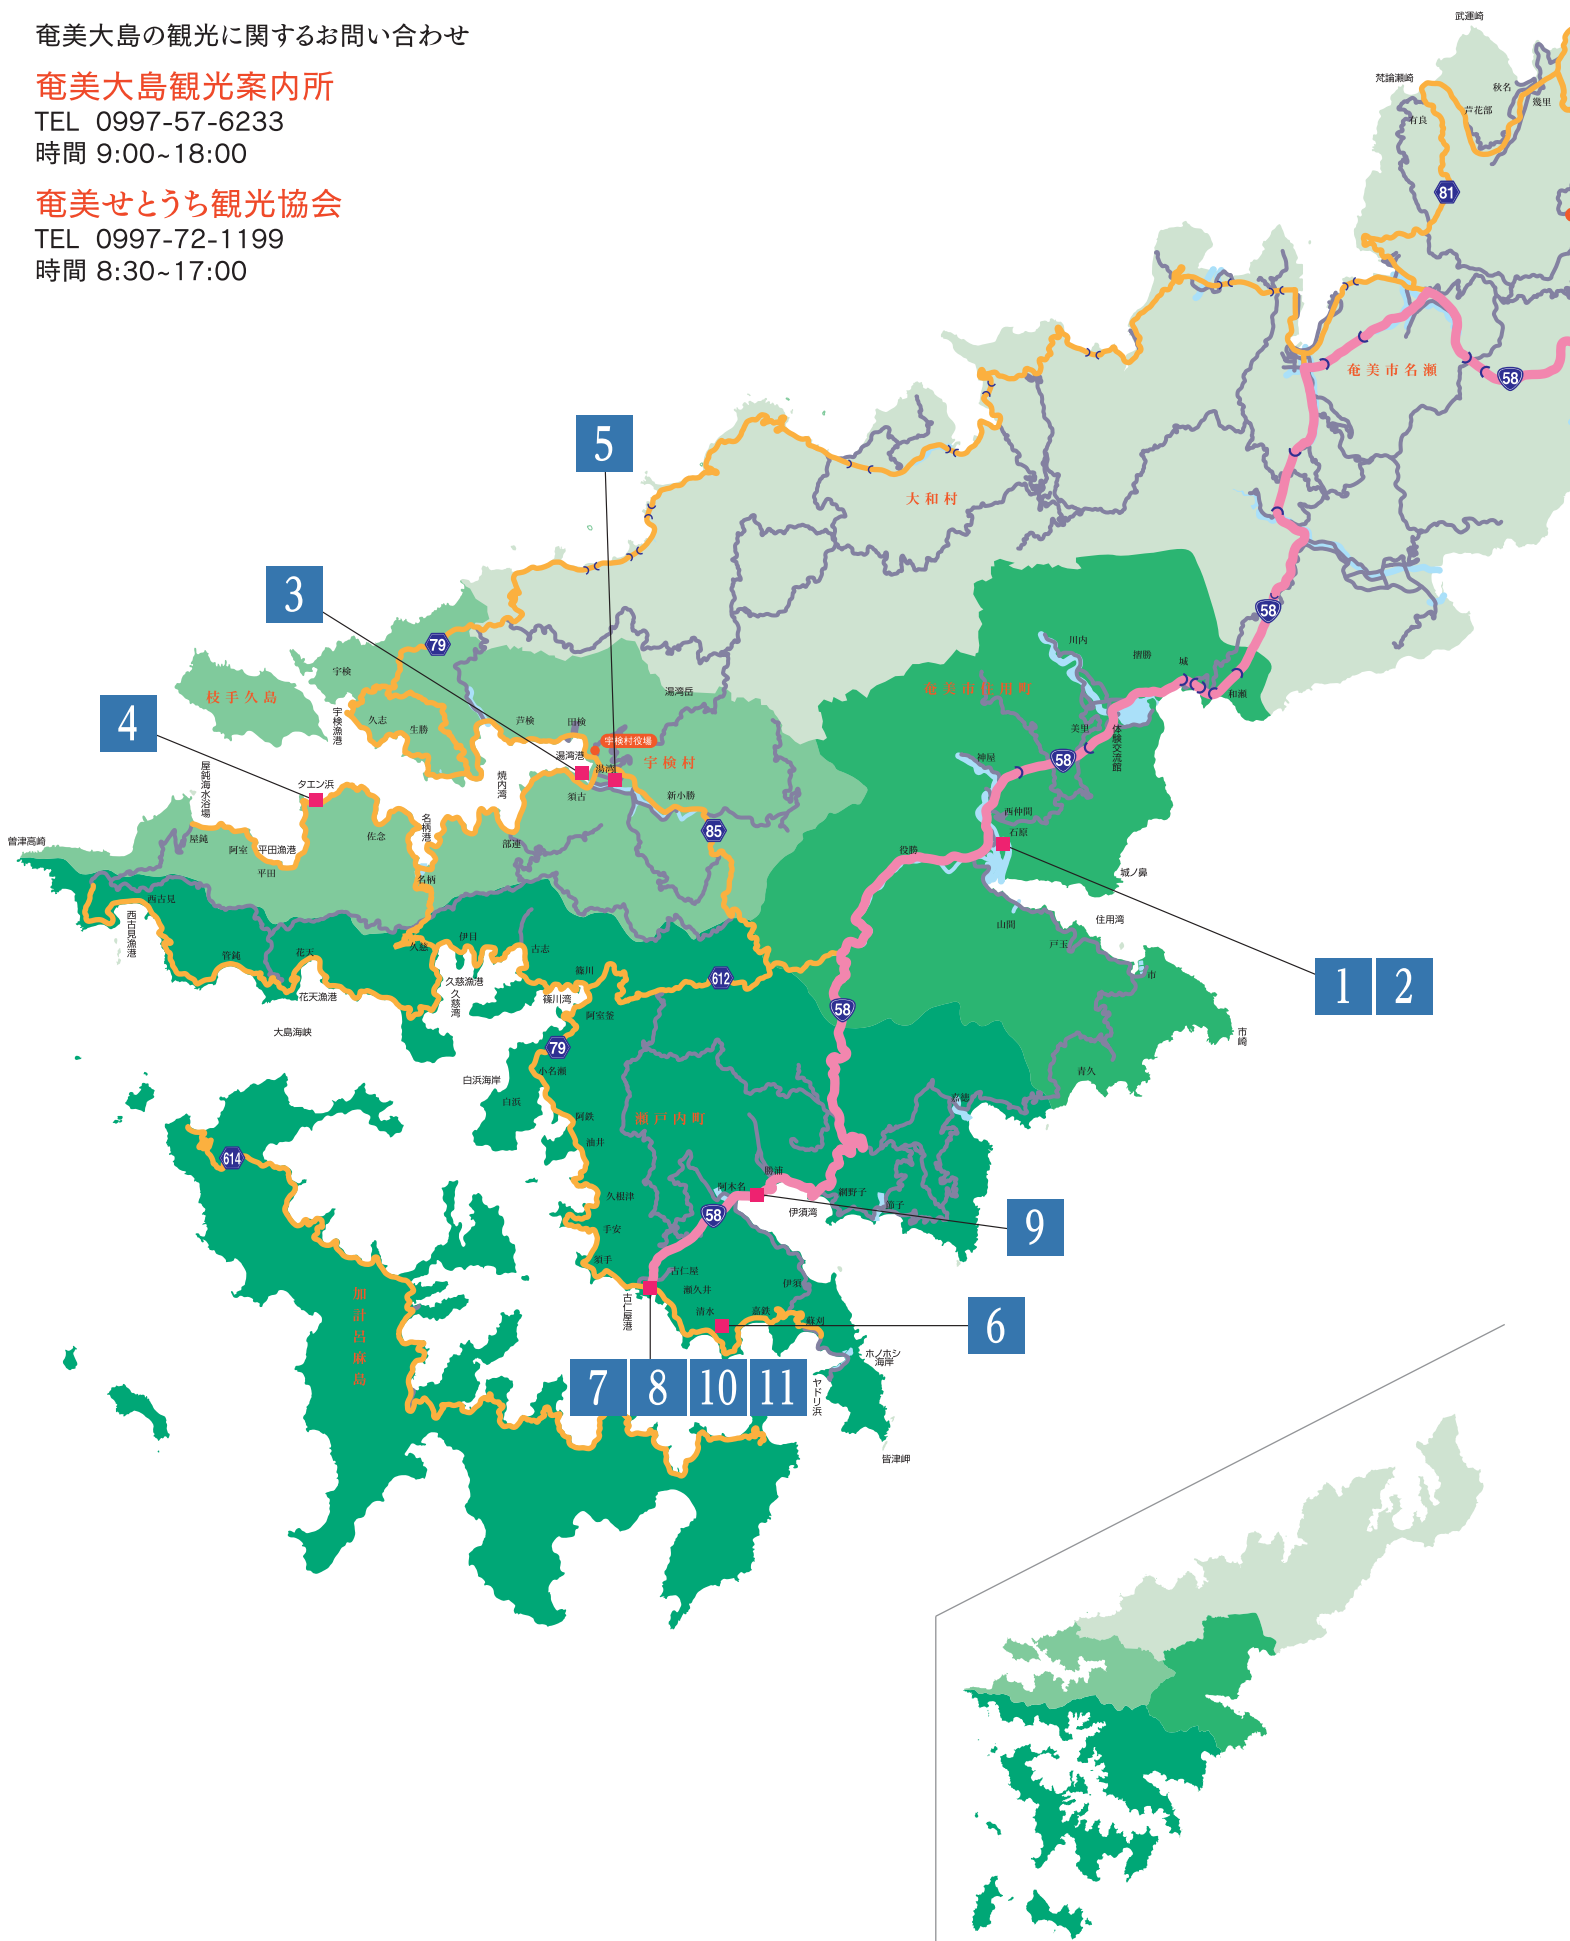 奄美大島の観光に関するお問い合わせ
奄美大島観光案内所
TEL 0997-57-6233
時間 9:00~18:00
奄美せとうち観光協会
TEL 0997-72-1199
時間 8:30~17:00
武運崎
梵論瀬崎
秋名
幾里
芦花部
有良
81
奄美市名瀬
58
5
大和村
3
58
79
宇検
枝手久島
川内
摺勝
城
和瀬
奄美市住用町
湯湾岳
4
宇検漁港
久志
生勝
芦検
田検
宇検村役場
湯湾港
湯湾
宇検村
美里
体験交流館
神屋
58
屋鈍海水浴場
タエン浜
焼内湾
須古
新小勝
西仲間
石原
曽津高崎
屋鈍
阿室
平田漁港
平田
佐念
名柄港
名柄
部連
85
役勝
城ノ鼻
西古見
西古見漁港
山間
住用湾
戸玉
市
1
2
管鈍
花天
久慈
伊目
古志
篠川
612
58
花天漁港
久慈漁港
久慈湾
篠川湾
阿室釜
大島海峡
市崎
79
小名瀬
白浜海岸
白浜
青久
嘉徳
阿鉄
油井
瀬戸内町
614
勝浦
阿木名
久根津
網野子
節子
伊須湾
58
9
手安
須手
古仁屋
瀬久井
伊須
加計呂麻島
古仁屋港
清水
嘉鉄
蘇刈
6
ホノホシ
海岸
7
8
10
11
ヤドリ浜
皆津岬